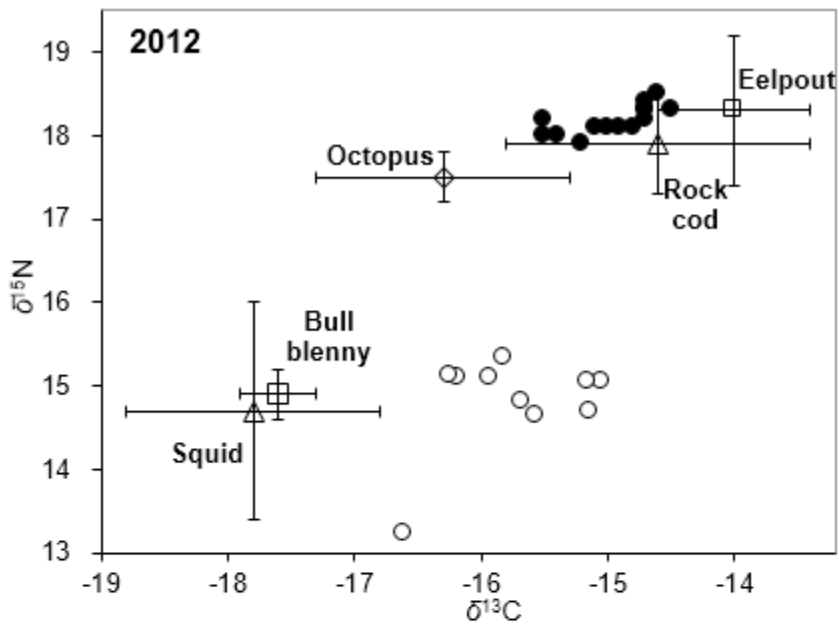 2012
Eelpout
Octopus
Rock
cod
Bull
blenny
Squid
19
18
17
16
15
14
13
δ¹⁵N
-19
-18
-17
-16
-15
-14
δ¹³C